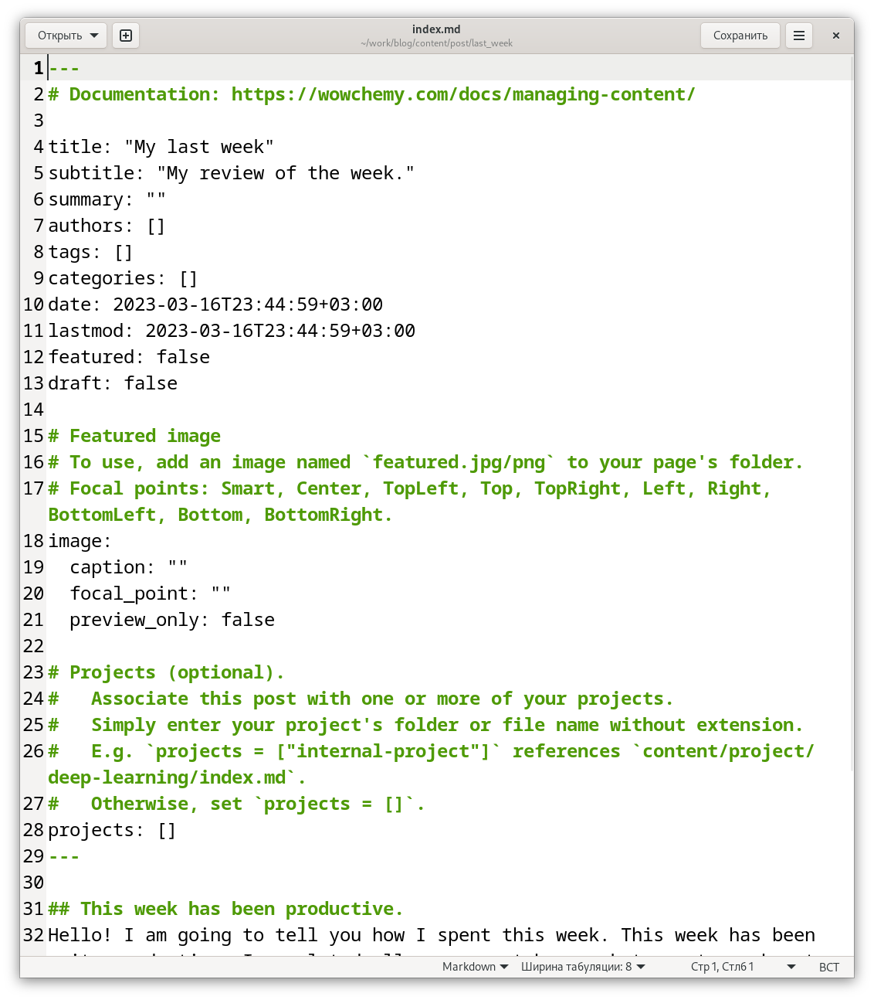 Открыть
index.md
~/work/blog/content/post/last_week
Сохранить
1 ---
2 # Documentation: https://wowchemy.com/docs/managing-content/
3
4 title: "My last week"
5 subtitle: "My review of the week."
6 summary: ""
7 authors: []
8 tags: []
9 categories: []
10 date: 2023-03-16T23:44:59+03:00
11 lastmod: 2023-03-16T23:44:59+03:00
12 featured: false
13 draft: false
14
15 # Featured image
16 # To use, add an image named `featured.jpg/png` to your page's folder.
17 # Focal points: Smart, Center, TopLeft, Top, TopRight, Left, Right,
BottomLeft, Bottom, BottomRight.
18 image:
19   caption: ""
20   focal_point: ""
21   preview_only: false
22
23 # Projects (optional).
24 #   Associate this post with one or more of your projects.
25 #   Simply enter your project's folder or file name without extension.
26 #   E.g. `projects = ["internal-project"]` references `content/project/
deep-learning/index.md`.
27 #   Otherwise, set `projects = []`.
28 projects: []
29 ---
30
31 ## This week has been productive.
32 Hello! I am going to tell you how I spent this week. This week has been
Markdown Ширина табуляции: 8 Стр 1, Стлб 1 ВСТ